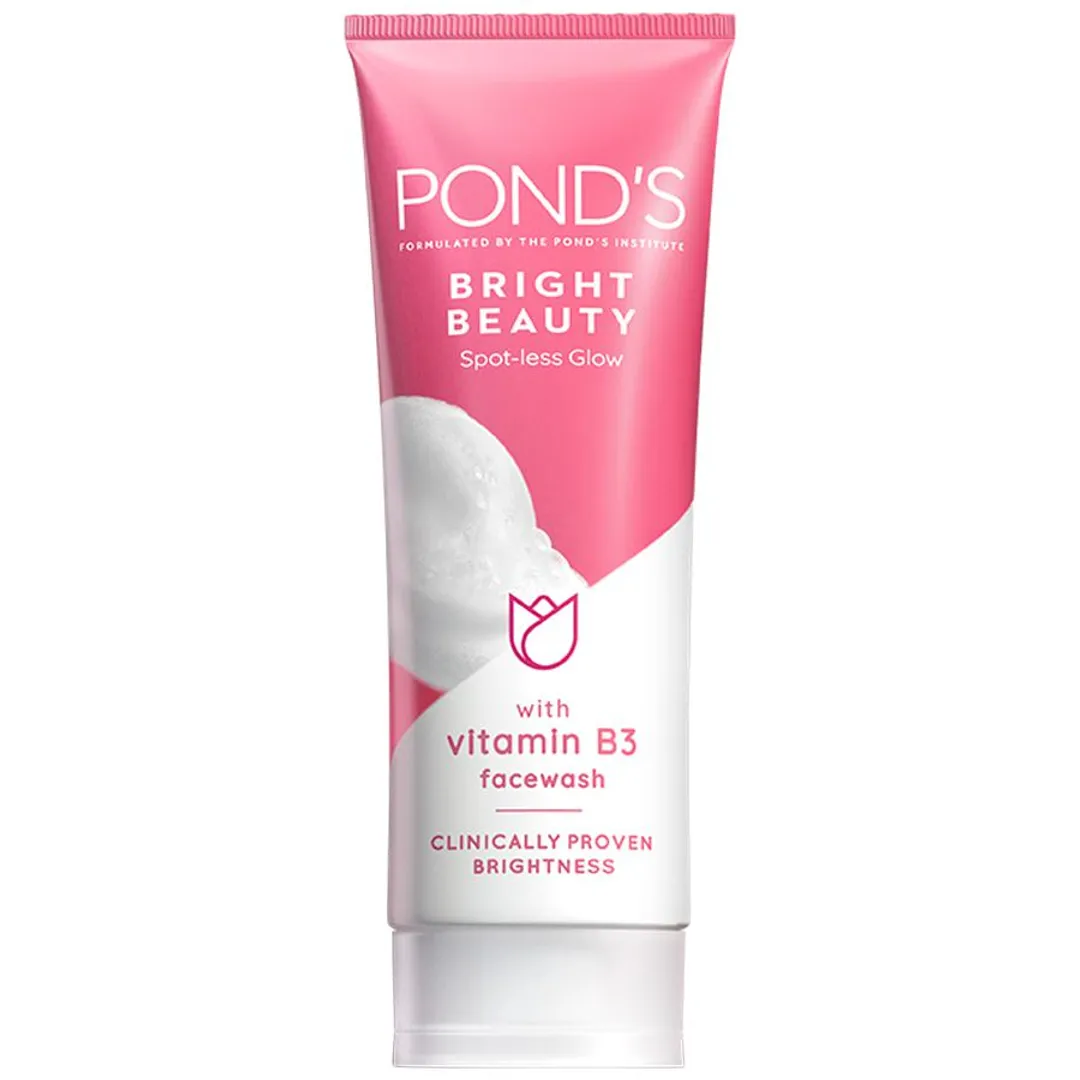 POND'S
FORMULATED BY THE POND'S INSTITUTE
BRIGHT
BEAUTY
Spot-less Glow
with
vitamin B3
facewash
CLINICALLY PROVEN
BRIGHTNESS